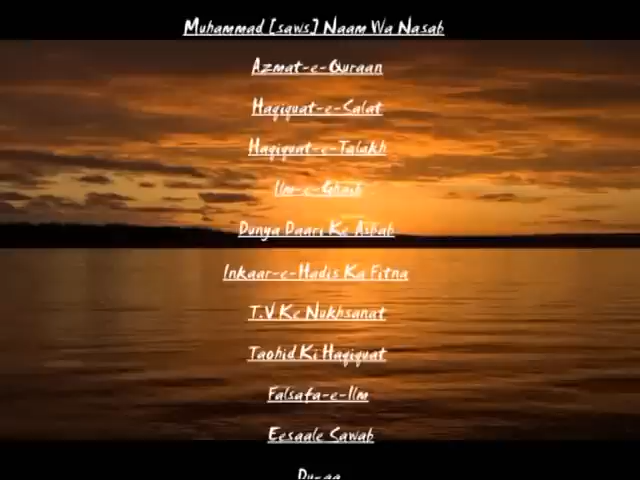 Muhammad [saws] Naam Wa Nasab
Azmat-e-Quraan
Haqiquat-e-Salat
Haqiquat-e-Talakh
Ilm-e-Ghaib
Dunya Daari Ke Asbab
Inkaar-e-Hadis Ka Fitna
T.V Ke Nukhsanat
Taohid Ki Haqiquat
Falsafa-e-Ilm
Eesaale Sawab